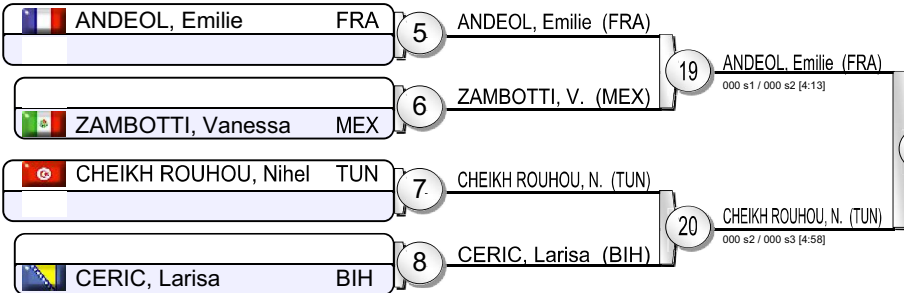 ANDEOL, Emilie FRA
5
ANDEOL, Emilie (FRA)
19
ANDEOL, Emilie (FRA)
000 s1 / 000 s2 [4:13]
6
ZAMBOTTI, V. (MEX)
ZAMBOTTI, Vanessa MEX
CHEIKH ROUHOU, Nihel TUN
7
CHEIKH ROUHOU, N. (TUN)
20
CHEIKH ROUHOU, N. (TUN)
000 s2 / 000 s3 [4:58]
8
CERIC, Larisa (BIH)
CERIC, Larisa BIH